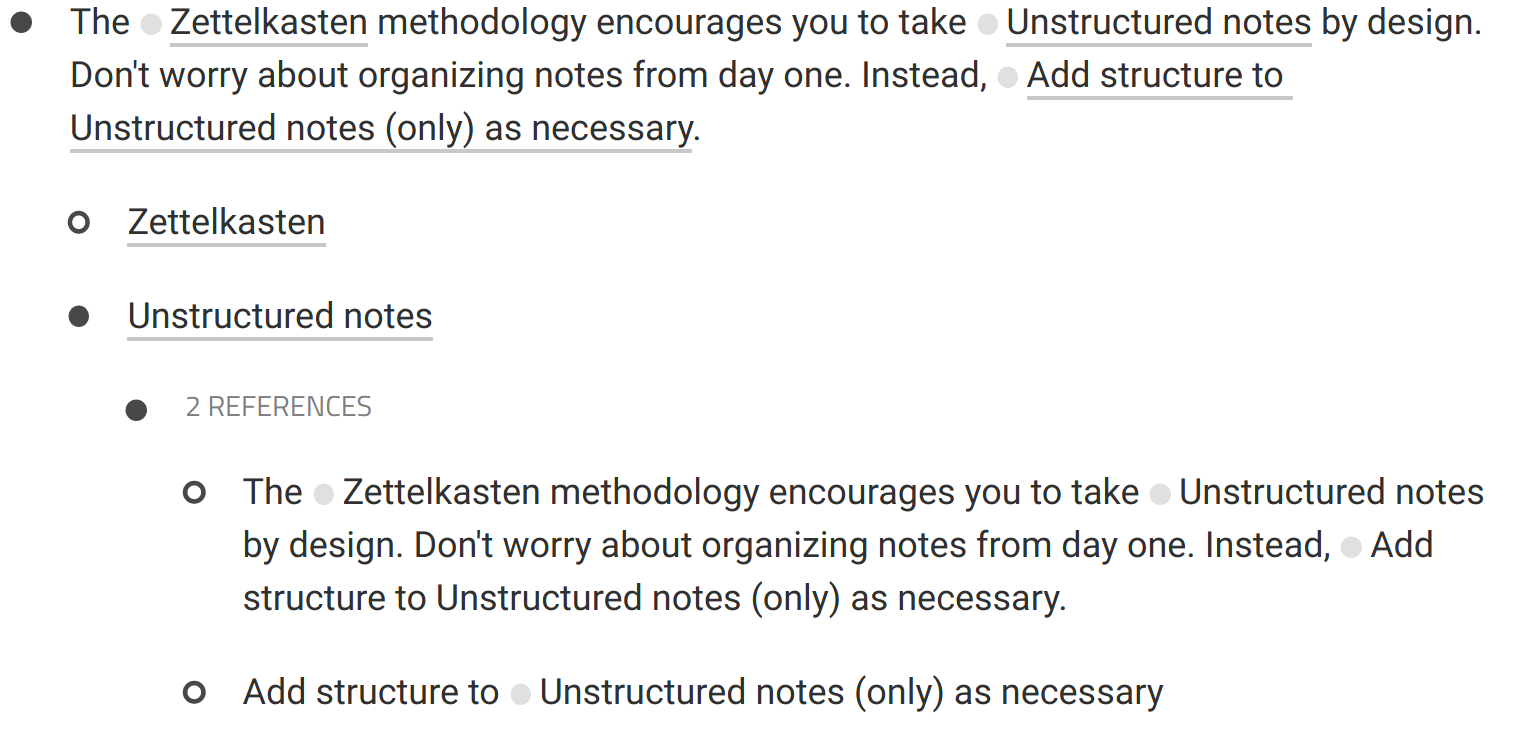 The Zettelkasten methodology encourages you to take Unstructured notes by design.
Don't worry about organizing notes from day one. Instead, Add structure to
Unstructured notes (only) as necessary.
Zettelkasten
Unstructured notes
2 REFERENCES
The Zettelkasten methodology encourages you to take Unstructured notes
by design. Don't worry about organizing notes from day one. Instead, Add
structure to Unstructured notes (only) as necessary.
Add structure to Unstructured notes (only) as necessary